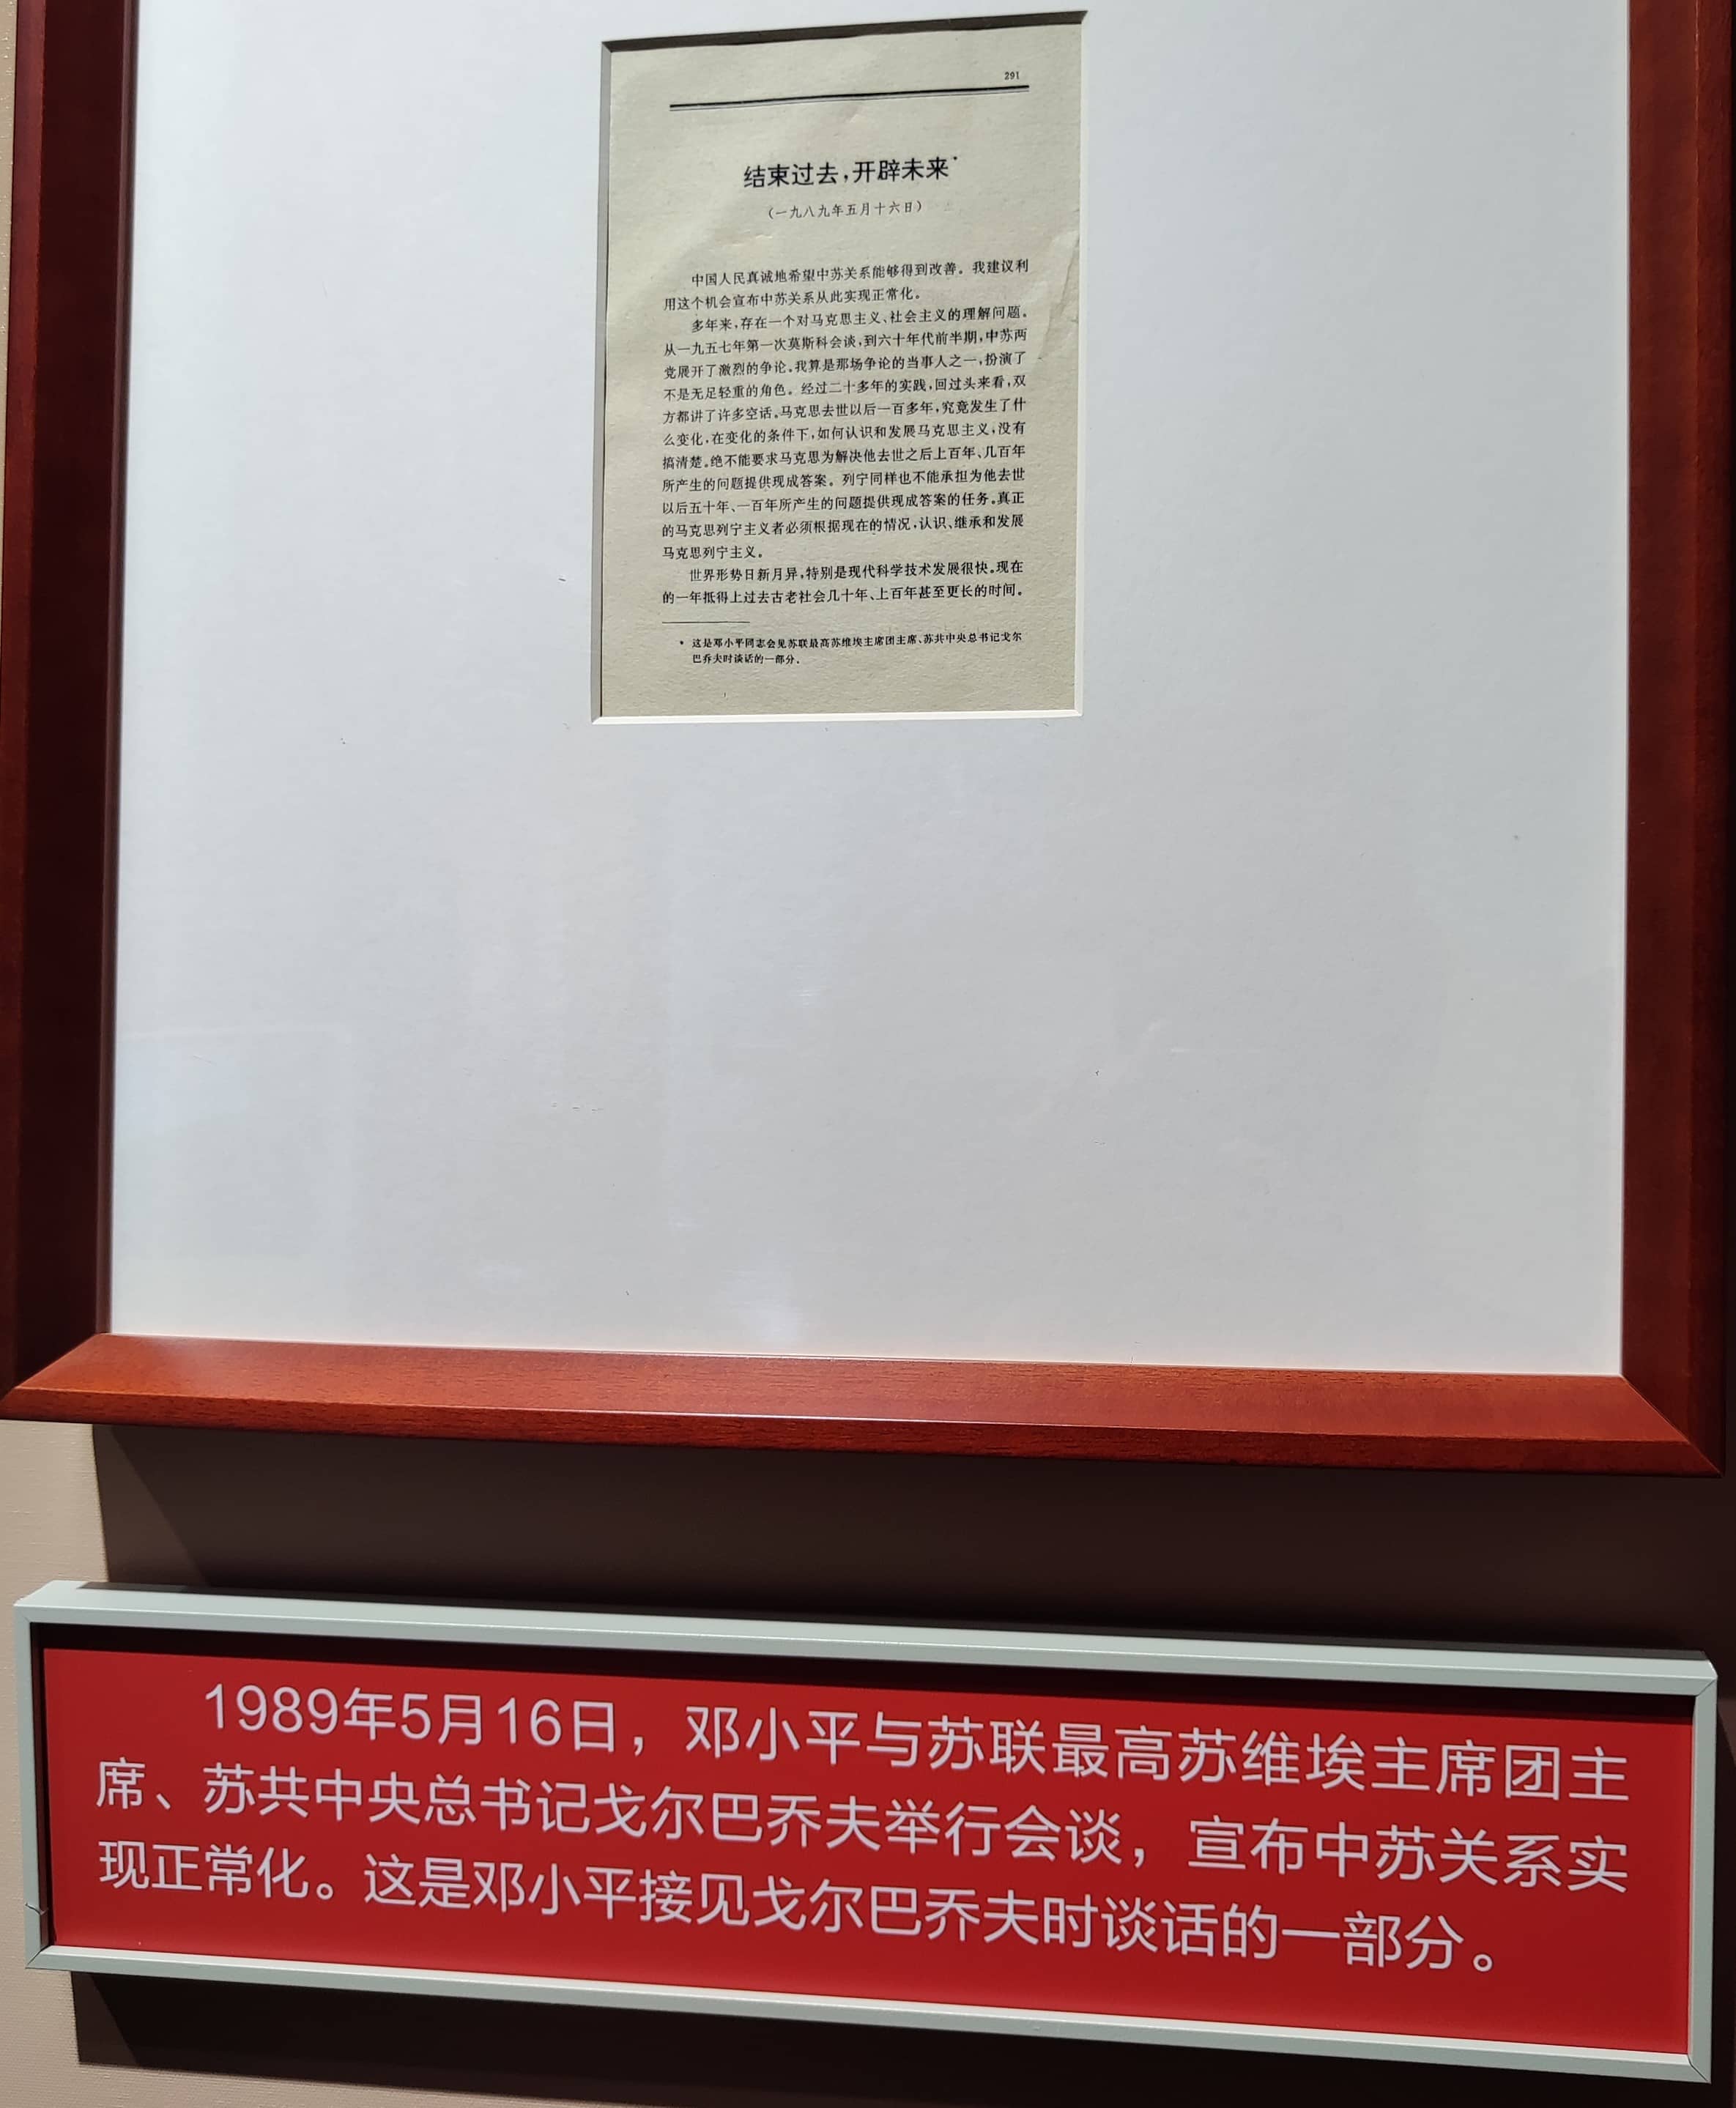 291
结束过去,开辟未来*
(一九八九年五月十六日)
中国人民真诚地希望中苏关系能够得到改善。我建议利
用这个机会宣布中苏关系从此实现正常化。
多年来,存在一个对马克思主义、社会主义的理解问题。
从一九五七年第一次莫斯科会谈,到六十年代前半期,中苏两
党展开了激烈的争论。我算是那场争论的当事人之一,扮演了
不是无足轻重的角色。经过二十多年的实践,回过头来看,双
方都讲了许多空话。马克思去世以后一百多年,究竟发生了什
么变化,在变化的条件下,如何认识和发展马克思主义,没有
搞清楚。绝不能要求马克思为解决他去世之后上百年、几百年
所产生的问题提供现成答案。列宁同样也不能承担为他去世
以后五十年、一百年所产生的问题提供现成答案的任务。真正
的马克思列宁主义者必须根据现在的情况,认识、继承和发展
马克思列宁主义。
世界形势日新月异,特别是现代科学技术发展很快。现在
的一年抵得上过去古老社会几十年、上百年甚至更长的时间。
* 这是邓小平同志会见苏联最高苏维埃主席团主席、苏共中央总书记戈尔
巴乔夫时谈话的一部分。
1989年5月16日，邓小平与苏联最高苏维埃主席团主
席、苏共中央总书记戈尔巴乔夫举行会谈，宣布中苏关系实
现正常化。这是邓小平接见戈尔巴乔夫时谈话的一部分。